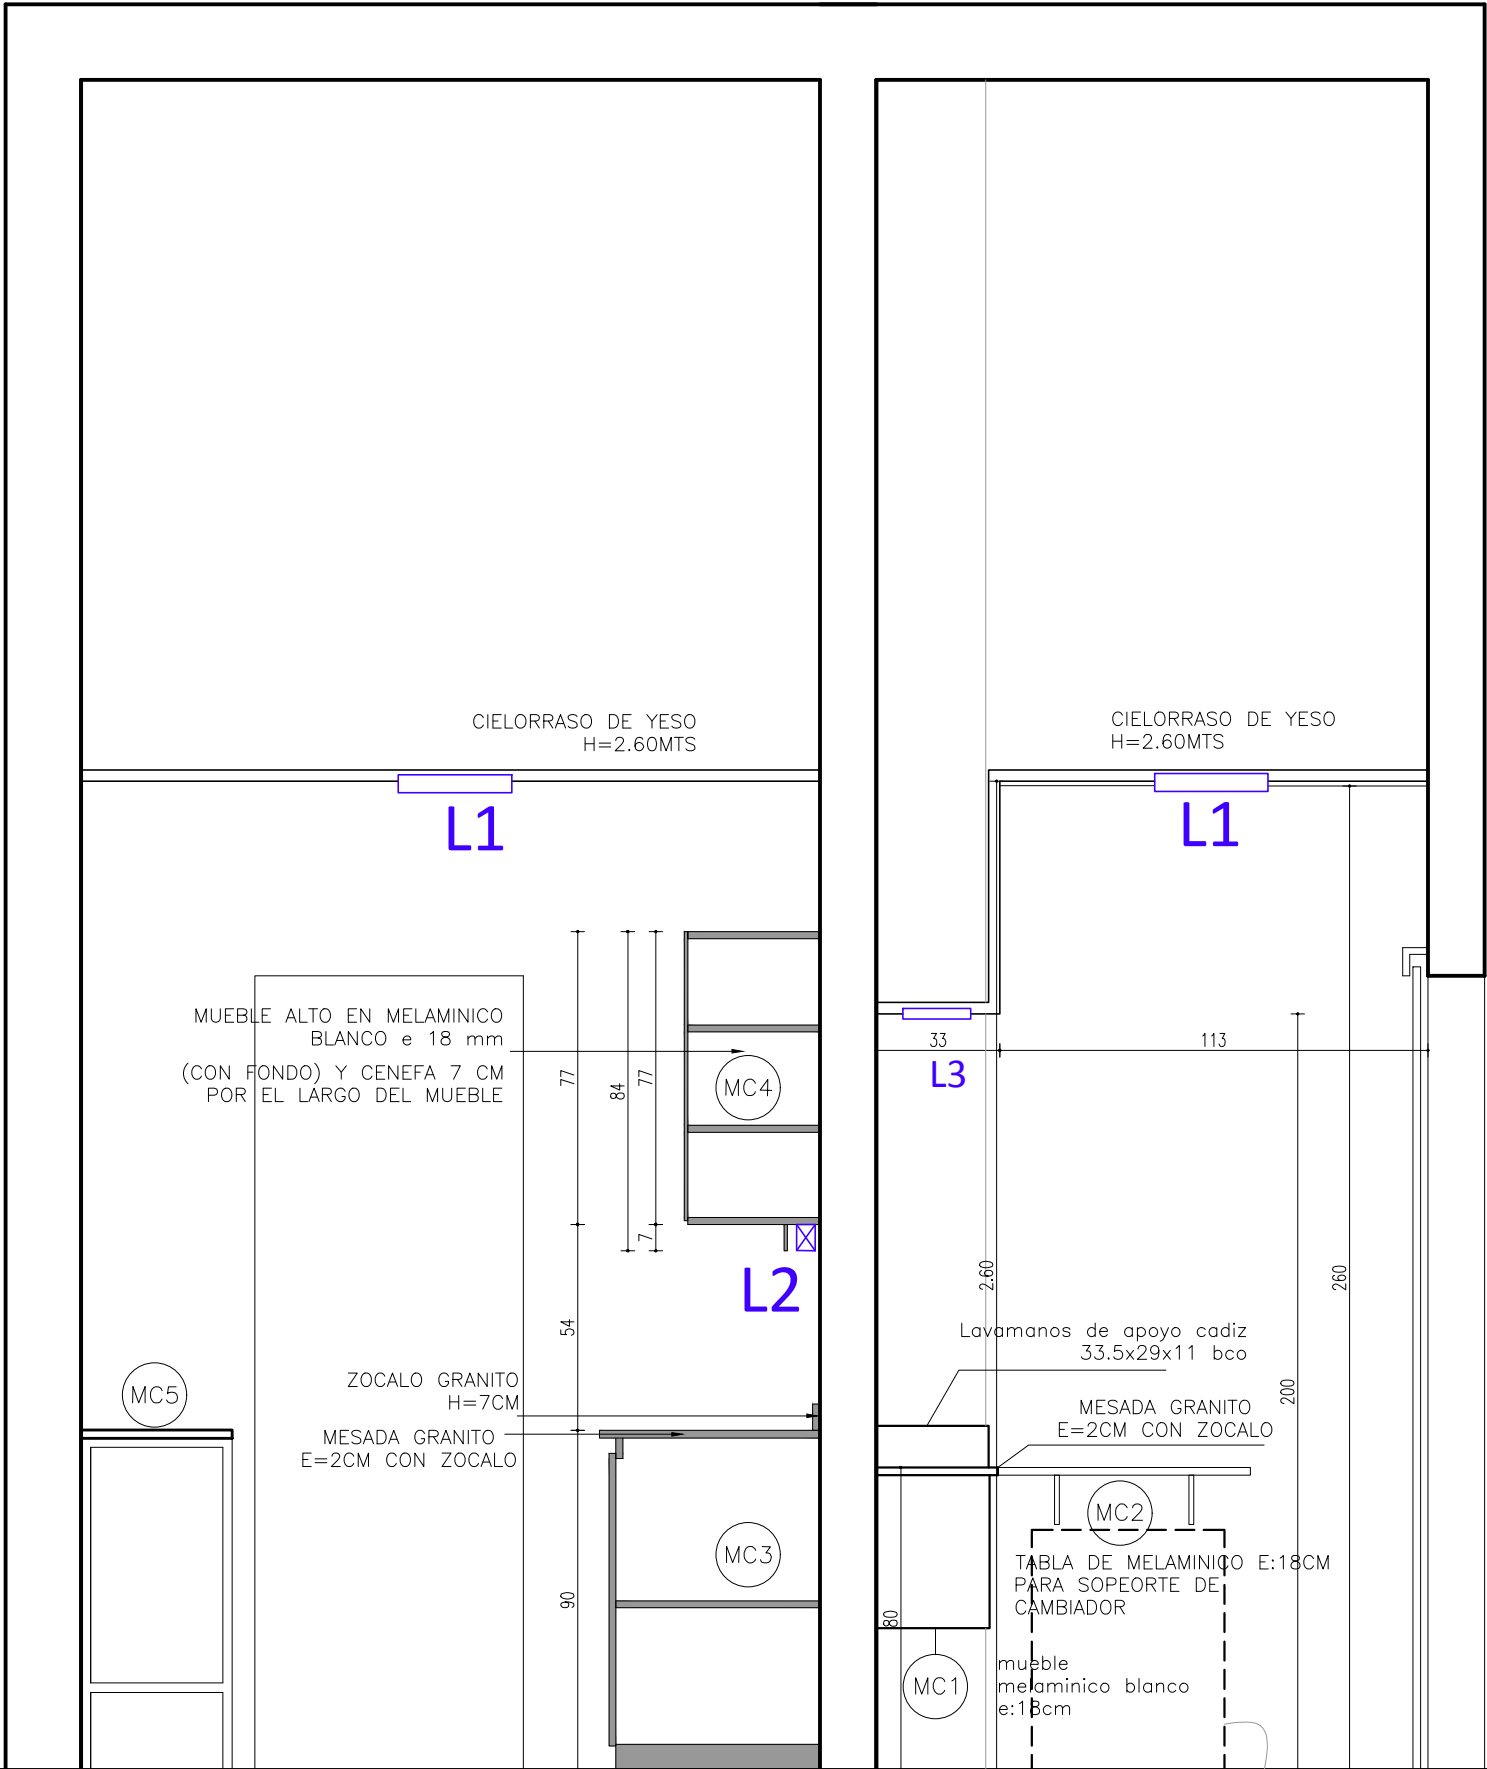 CIELORRASO DE YESO
H=2.60MTS
CIELORRASO DE YESO
H=2.60MTS
L1
L1
MUEBLE ALTO EN MELAMINICO
BLANCO e 18 mm
(CON FONDO) Y CENEFA 7 CM
POR EL LARGO DEL MUEBLE
77
84
77
MC4
33
113
L3
7
L2
54
2.60
260
200
Lavamanos de apoyo cadiz
33.5x29x11 bco
MC5
ZOCALO GRANITO
H=7CM
MESADA GRANITO
E=2CM CON ZOCALO
MESADA GRANITO
E=2CM CON ZOCALO
MC3
MC2
TABLA DE MELAMINICO E:18CM
PARA SOPEORTE DE
CAMBIADOR
90
80
MC1
mueble
melaminico blanco
e:18cm